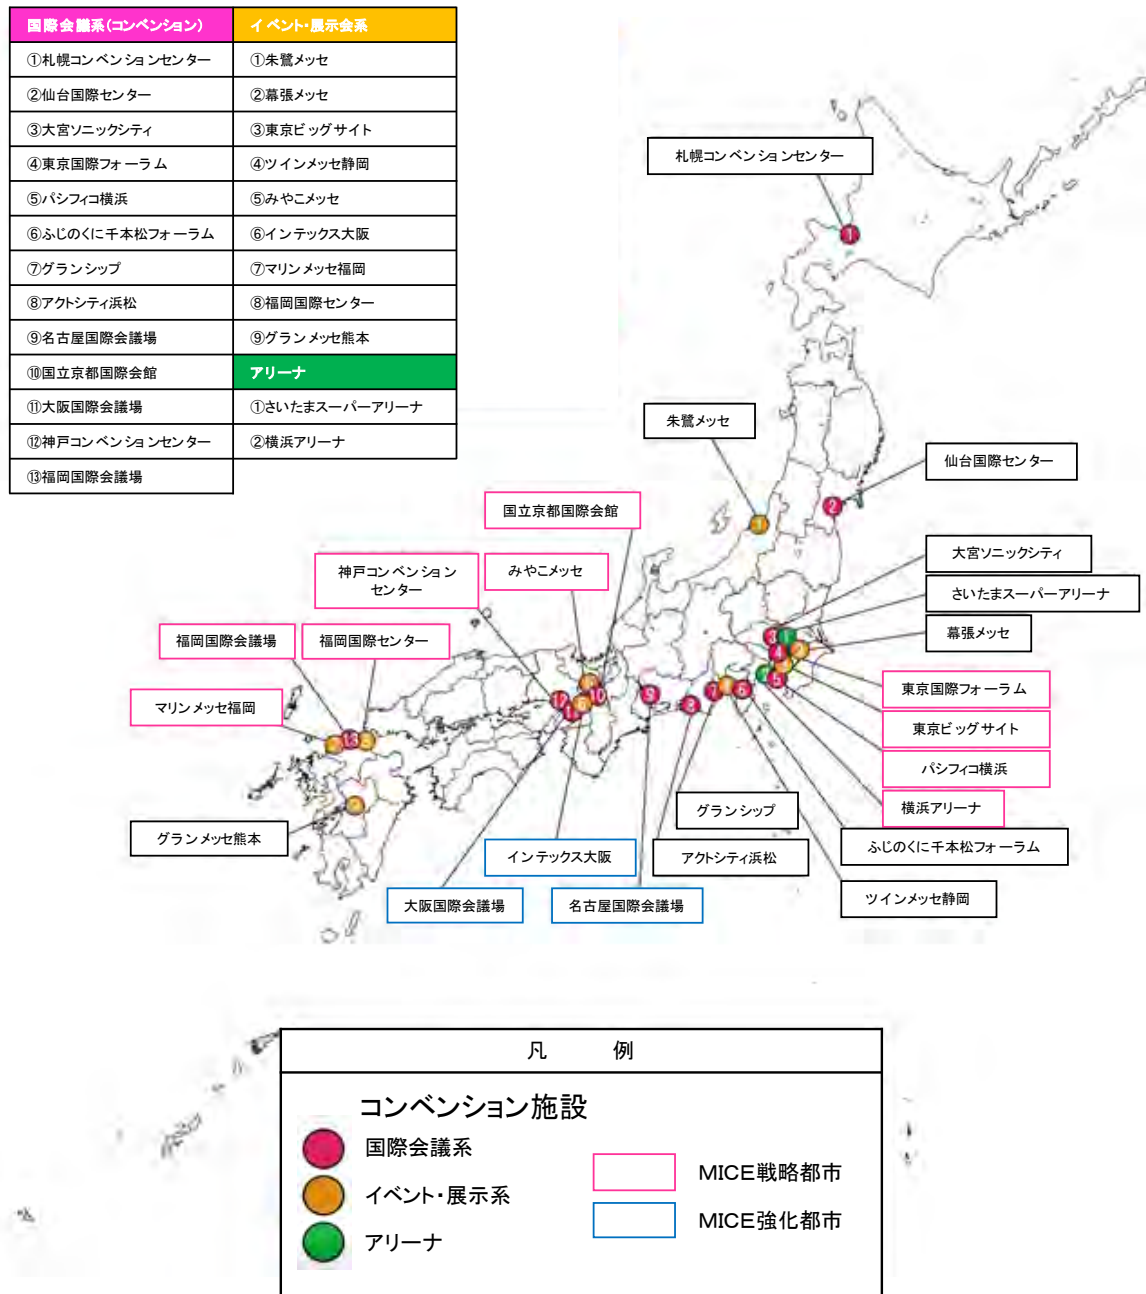 国際会議系(コンベンション)
イベント・展示会系
①札幌コンベンションセンター
①朱鷺メッセ
②仙台国際センター
②幕張メッセ
③大宮ソニックシティ
③東京ビッグサイト
④東京国際フォーラム
④ツインメッセ静岡
⑤パシフィコ横浜
⑤みやこメッセ
⑥ふじのくに千本松フォーラム
⑥インテックス大阪
⑦グランシップ
⑦マリンメッセ福岡
⑧アクトシティ浜松
⑧福岡国際センター
⑨名古屋国際会議場
⑨グランメッセ熊本
⑩国立京都国際会館
アリーナ
⑪大阪国際会議場
①さいたまスーパーアリーナ
⑫神戸コンベンションセンター
②横浜アリーナ
⑬福岡国際会議場
札幌コンベンションセンター
1
朱鷺メッセ
仙台国際センター
2
1
国立京都国際会館
大宮ソニックシティ
神戸コンベンション
センター
みやこメッセ
さいたまスーパーアリーナ
幕張メッセ
福岡国際会議場
福岡国際センター
3
4
2
東京国際フォーラム
マリンメッセ福岡
東京ビッグサイト
12
10
9
8
7
6
5
6
13
パシフィコ横浜
横浜アリーナ
グランシップ
グランメッセ熊本
ふじのくに千本松フォーラム
インテックス大阪
アクトシティ浜松
ツインメッセ静岡
大阪国際会議場
名古屋国際会議場
凡 例
コンベンション施設
国際会議系
イベント・展示系
アリーナ
MICE戦略都市
MICE強化都市